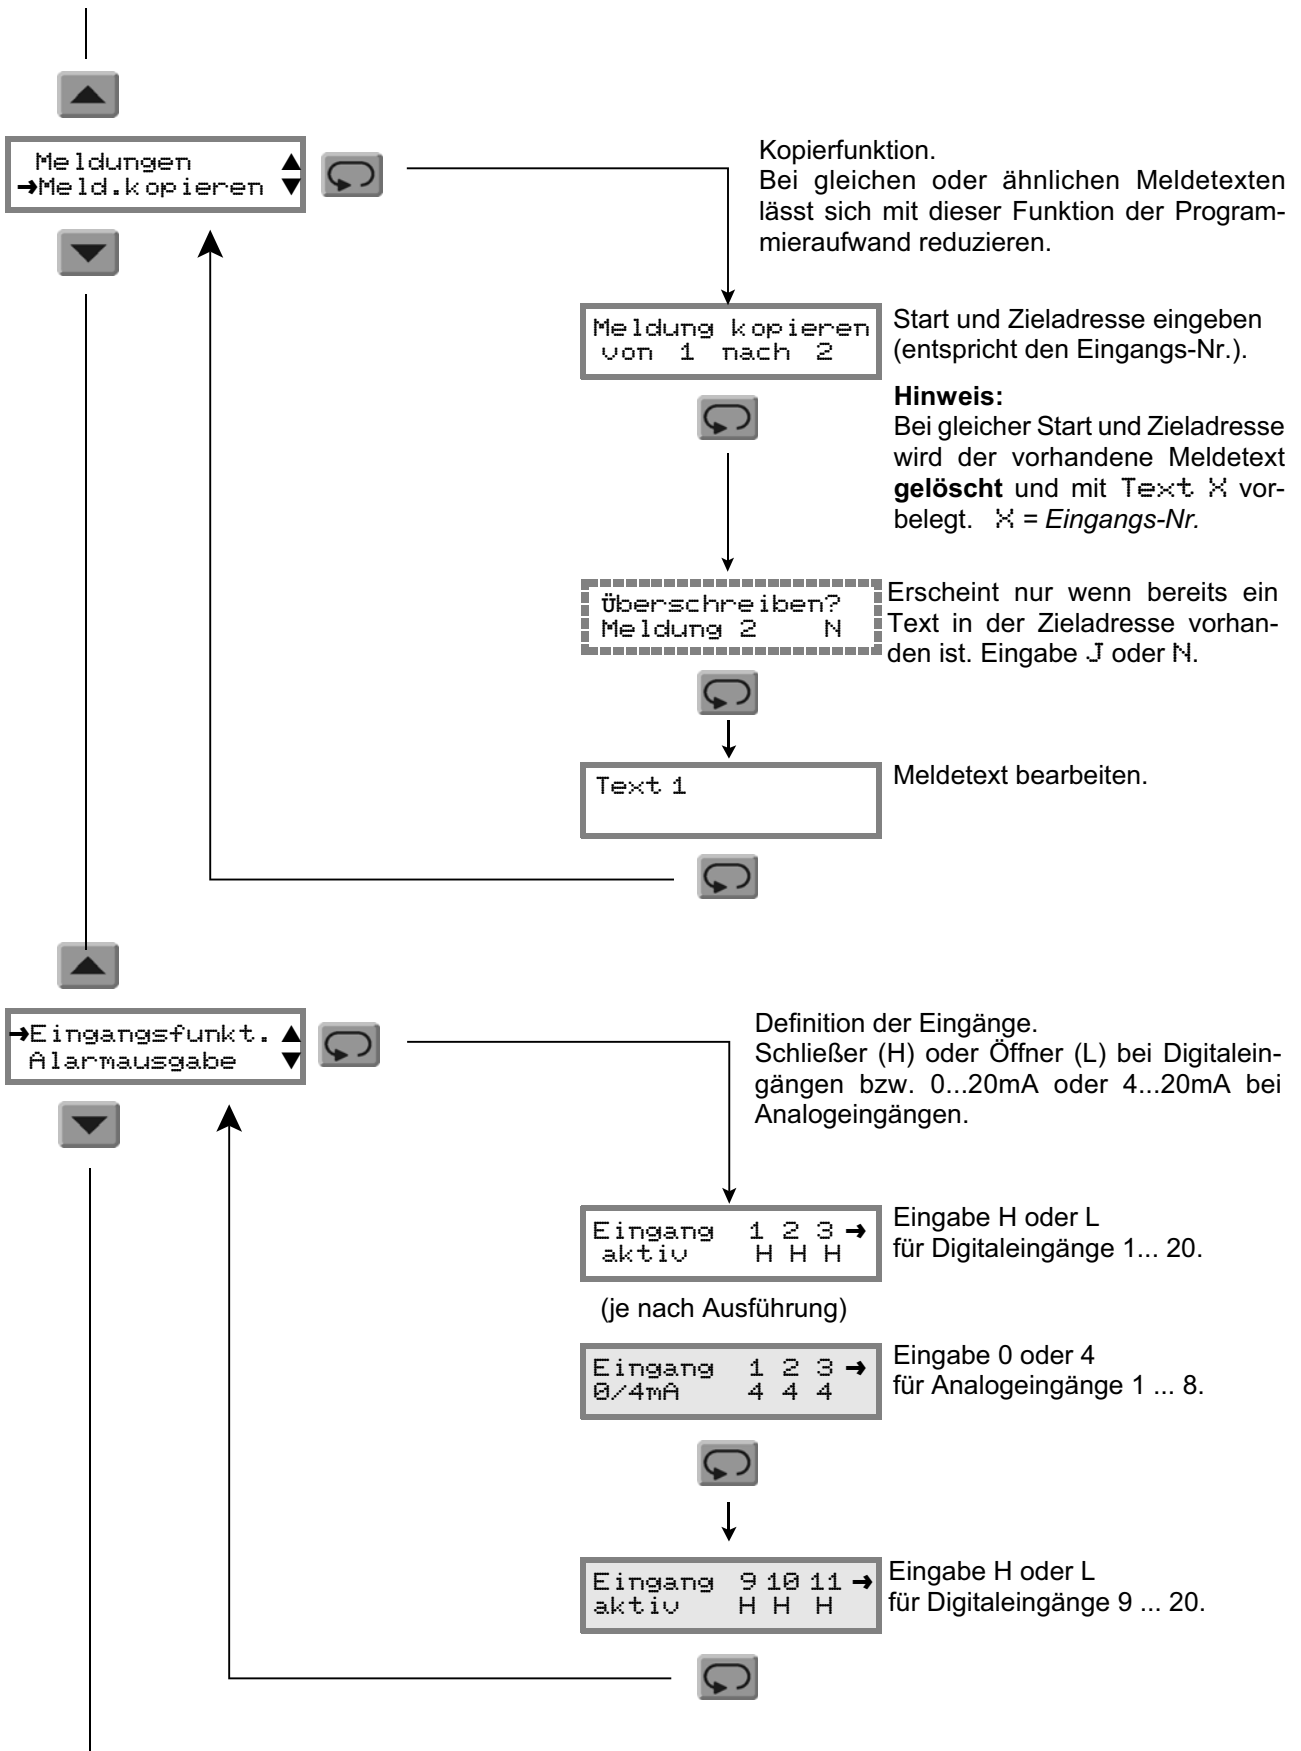 Meldungen ▲
→Meld.kopieren ▼
Kopierfunktion.
Bei gleichen oder ähnlichen Meldetexten
lässt sich mit dieser Funktion der Program-
mieraufwand reduzieren.
Meldung kopieren
von 1 nach 2
Start und Zieladresse eingeben
(entspricht den Eingangs-Nr.).
Hinweis:
Bei gleicher Start und Zieladresse
wird der vorhandene Meldetext
gelöscht und mit Text X vor-
belegt. X = Eingangs-Nr.
Überschreiben?
Meldung 2 N
Erscheint nur wenn bereits ein
Text in der Zieladresse vorhan-
den ist. Eingabe J oder N.
Text 1
Meldetext bearbeiten.
→Eingangsfunkt. ▲
Alarmausgabe ▼
Definition der Eingänge.
Schließer (H) oder Öffner (L) bei Digitalein-
gängen bzw. 0...20mA oder 4...20mA bei
Analogeingängen.
Eingang 1 2 3 →
aktiv H H H
Eingabe H oder L
für Digitaleingänge 1... 20.
(je nach Ausführung)
Eingang 1 2 3 →
0/4mA 4 4 4
Eingabe 0 oder 4
für Analogeingänge 1 ... 8.
Eingang 9 10 11 →
aktiv H H H
Eingabe H oder L
für Digitaleingänge 9 ... 20.